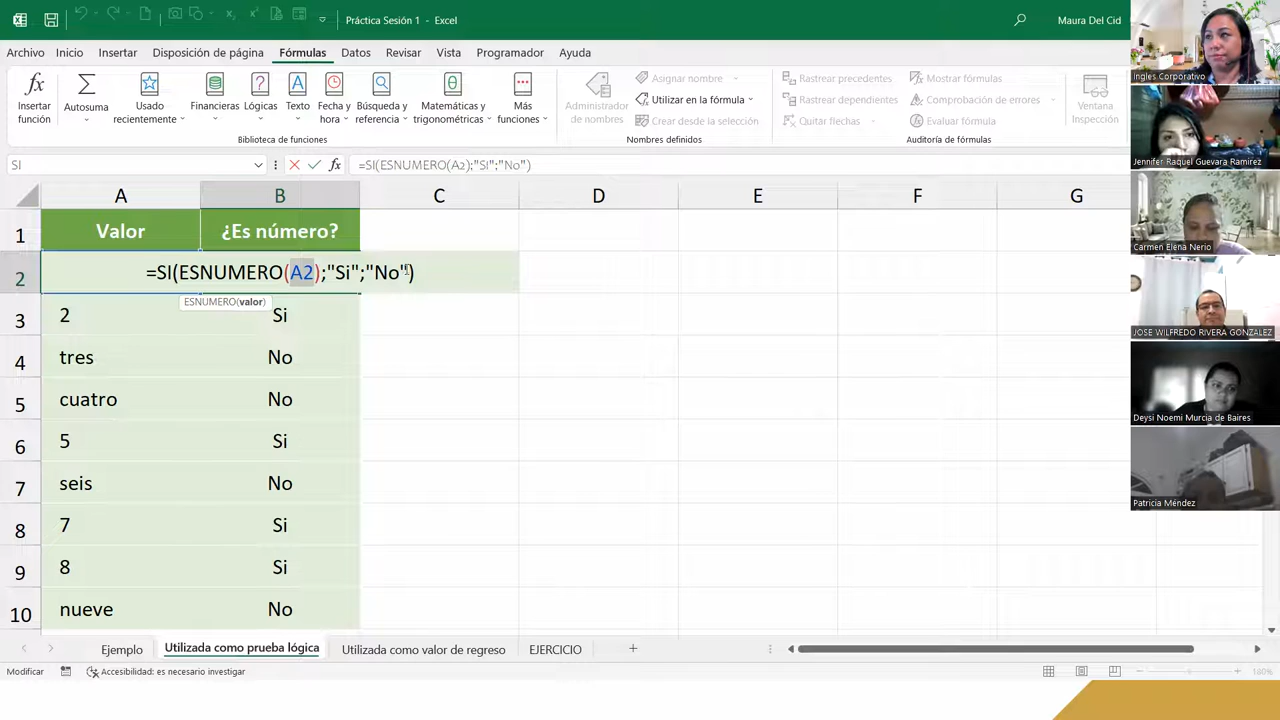 Práctica Sesión 1 - Excel
Maura Del Cid
Archivo Inicio Insertar Disposición de página Fórmulas Datos Revisar Vista Programador Ayuda
Insertar función
Autosuma
Usado recientemente
Financieras
Lógicas
Texto
Fecha y hora
Búsqueda y referencia
Matemáticas y trigonométricas
Más funciones
Biblioteca de funciones
Administrador de nombres
Asignar nombre
Utilizar en la fórmula
Crear desde la selección
Nombres definidos
Rastrear precedentes
Rastrear dependientes
Quitar flechas
Mostrar fórmulas
Comprobación de errores
Evaluar fórmula
Auditoría de fórmulas
Ventana Inspección
SI
fx
=SI(ESNUMERO(A2);"Si";"No")
A B C D E F G
1 Valor ¿Es número?
2 =SI(ESNUMERO(A2);"Si";"No")
ESNUMERO(valor)
3 2 Si
4 tres No
5 cuatro No
6 5 Si
7 seis No
8 7 Si
9 8 Si
10 nueve No
Ejemplo Utilizada como prueba lógica Utilizada como valor de regreso EJERCICIO
Modificar
Accesibilidad: es necesario investigar
180%
Ingles Corporativo
Jennifer Raquel Guevara Ramirez
Carmen Elena Nerio
JOSE WILFREDO RIVERA GONZALEZ
Deysi Noemi Murcia de Baires
Patricia Méndez